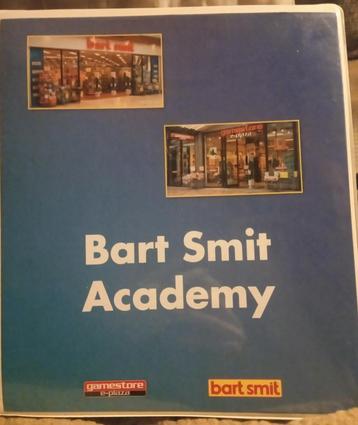 bart smit
gamestore
e-plaza
Bart Smit
Academy
gamestore
e-plaza
bart smit